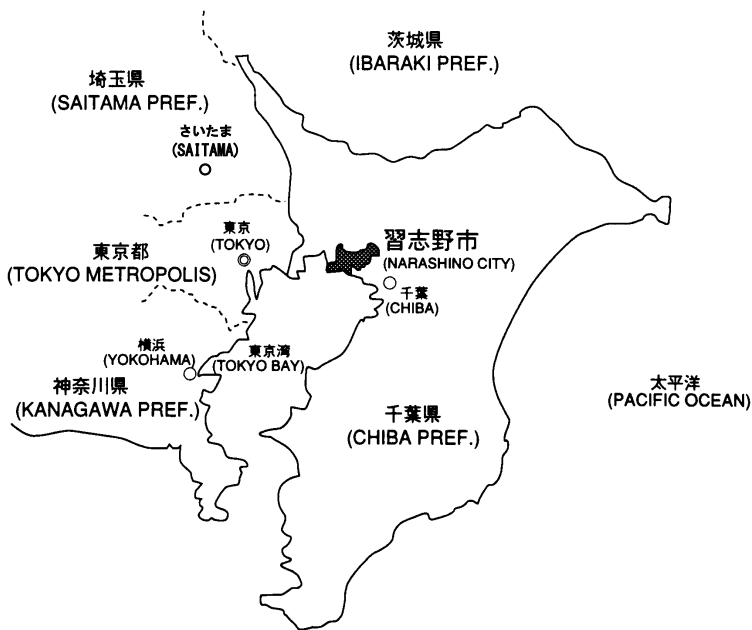 茨城県
(IBARAKI PREF.)
埼玉県
(SAITAMA PREF.)
さいたま
(SAITAMA)
東京
(TOKYO)
東京都
(TOKYO METROPOLIS)
習志野市
(NARASHINO CITY)
千葉
(CHIBA)
横浜
(YOKOHAMA)
東京湾
(TOKYO BAY)
神奈川県
(KANAGAWA PREF.)
千葉県
(CHIBA PREF.)
太平洋
(PACIFIC OCEAN)